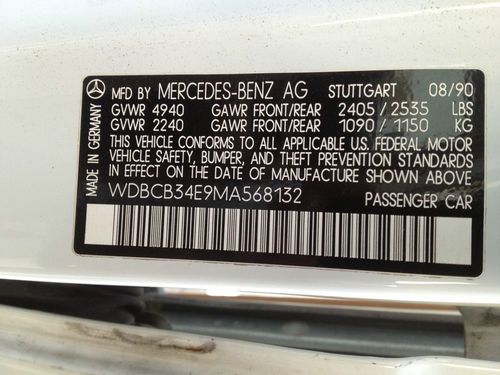 MFD BY MERCEDES-BENZ AG STUTTGART 08/90
GVWR 4940 GAWR FRONT/REAR 2405 / 2535 LBS
GVWR 2240 GAWR FRONT/REAR 1090 / 1150 KG
THIS VEHICLE CONFORMS TO ALL APPLICABLE U.S. FEDERAL MOTOR
VEHICLE SAFETY, BUMPER, AND THEFT PREVENTION STANDARDS
IN EFFECT ON THE DATE OF MANUFACTURE SHOWN ABOVE
WDBCB34E9MA568132
PASSENGER CAR
MADE IN GERMANY